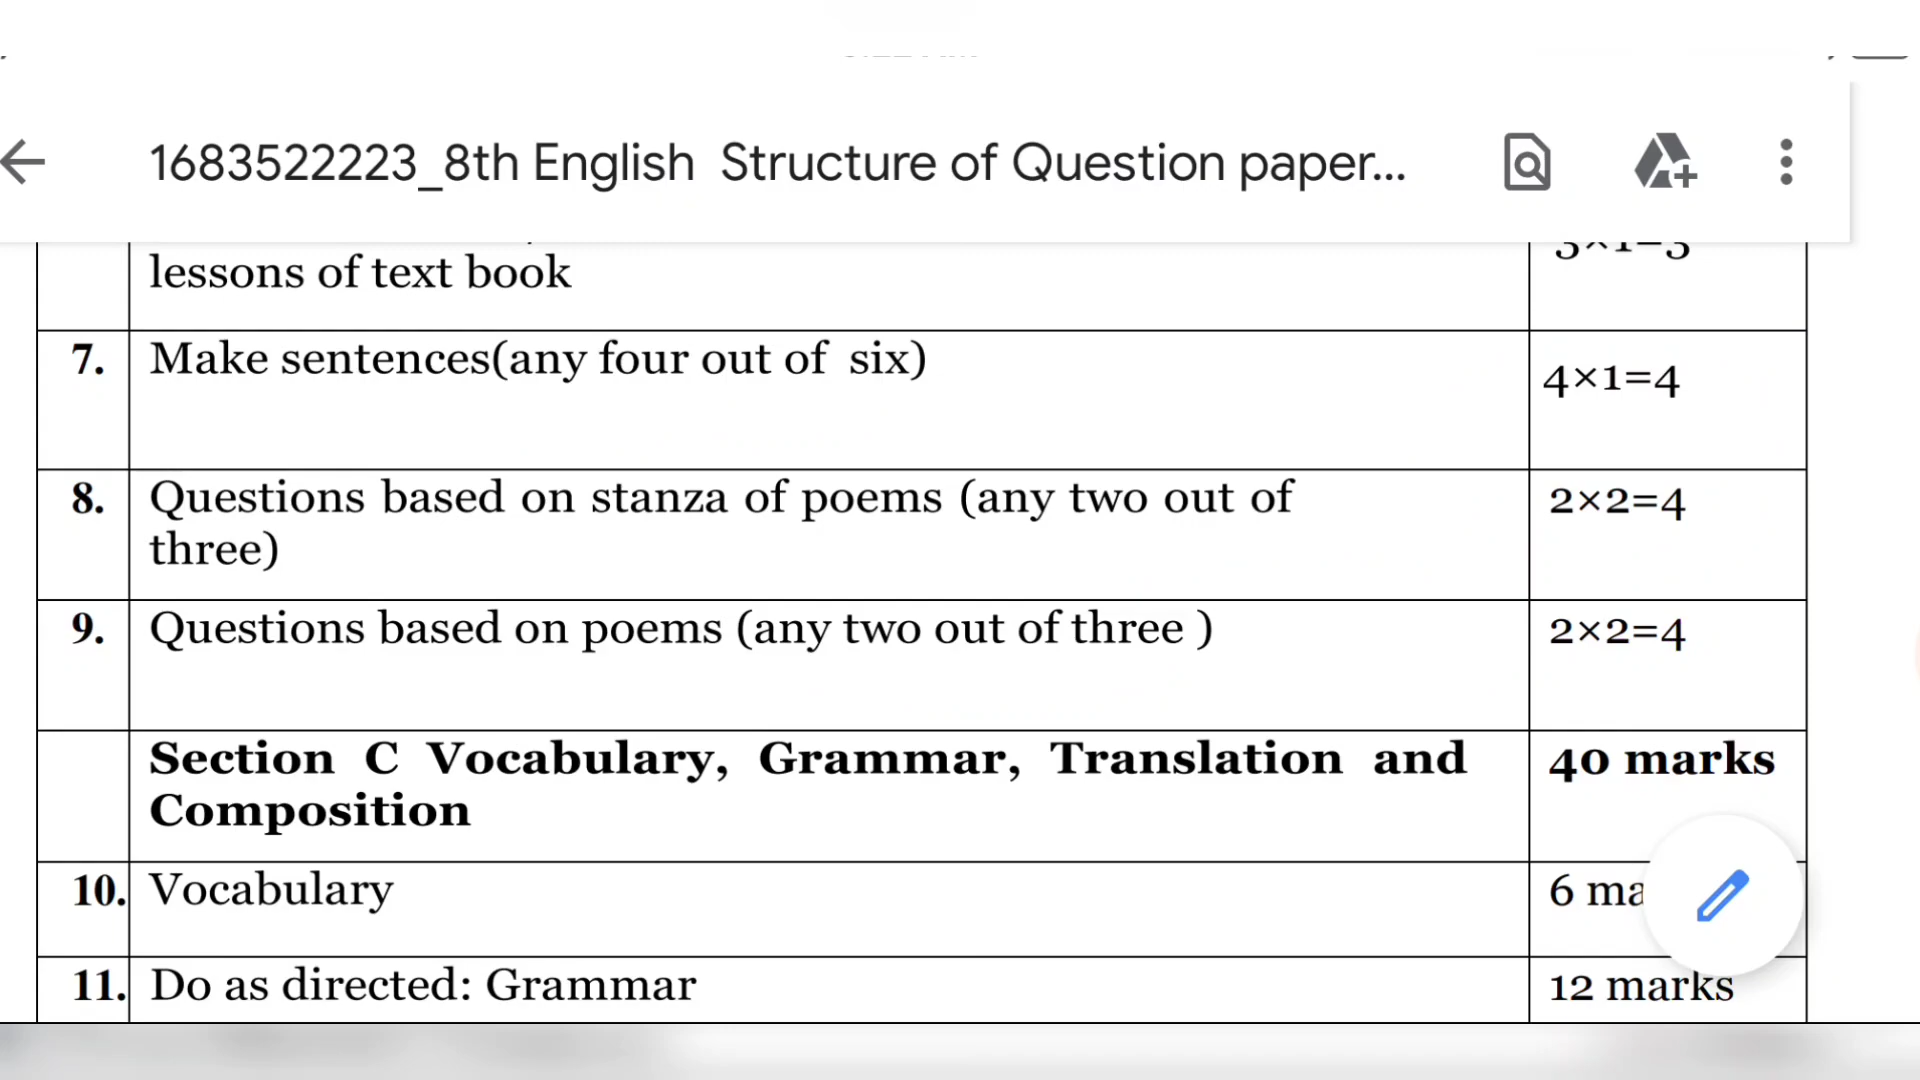 1683522223_8th English Structure of Question paper...
lessons of text book
7. Make sentences(any four out of six) 4×1=4
8. Questions based on stanza of poems (any two out of 2×2=4
three)
9. Questions based on poems (any two out of three ) 2×2=4
Section C Vocabulary, Grammar, Translation and 40 marks
Composition
10. Vocabulary 6
11. Do as directed: Grammar 12 marks